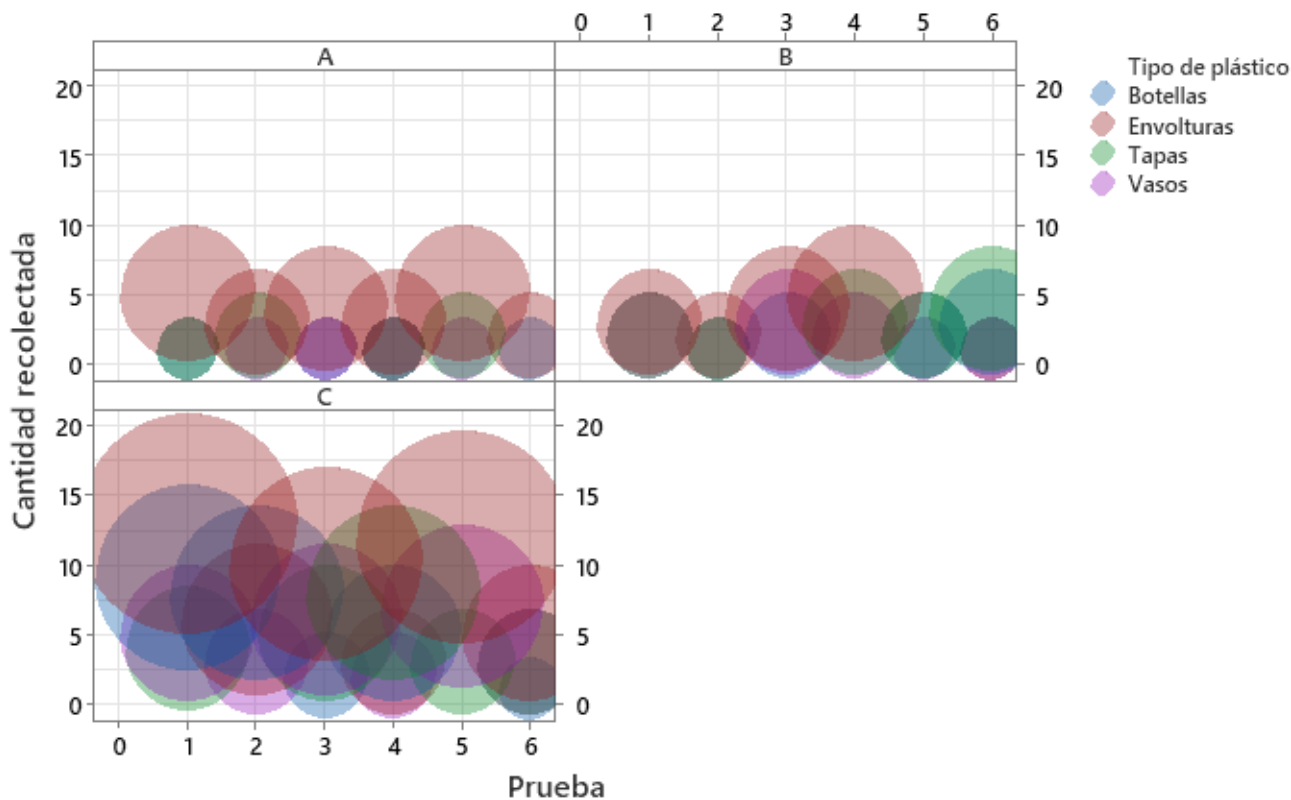 0 1 2 3 4 5 6
A B
20 20
15 15
10 10
5 5
0 0
C
20 20
15 15
10 10
5 5
0 0
0 1 2 3 4 5 6
Cantidad recolectada
Prueba
Tipo de plástico
Botellas
Envolturas
Tapas
Vasos